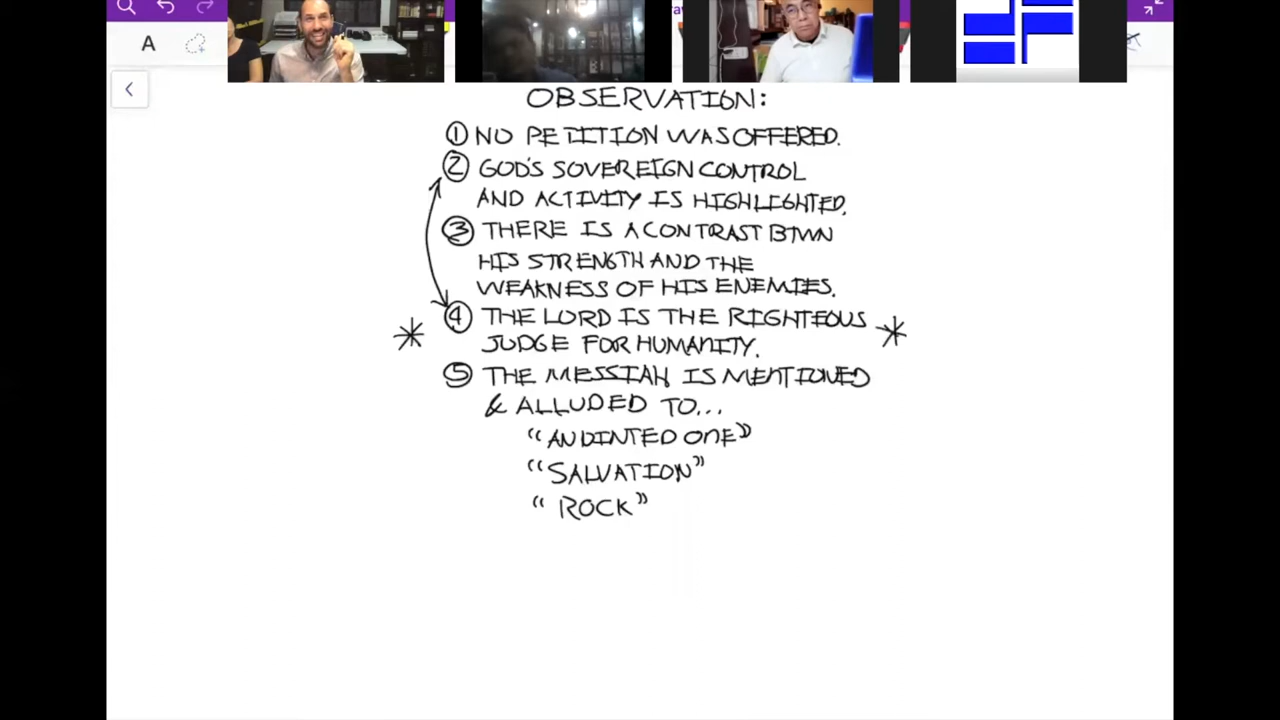 A
OBSERVATION:
① NO PETITION WAS OFFERED.
② GOD'S SOVEREIGN CONTROL
AND ACTIVITY IS HIGHLIGHTED.
③ THERE IS A CONTRAST BTWN
HIS STRENGTH AND THE
WEAKNESS OF HIS ENEMIES.
* ④ THE LORD IS THE RIGHTEOUS *
JUDGE FOR HUMANITY.
⑤ THE MESSIAH IS MENTIONED
& ALLUDED TO...
"ANOINTED ONE"
"SALVATION"
"ROCK"